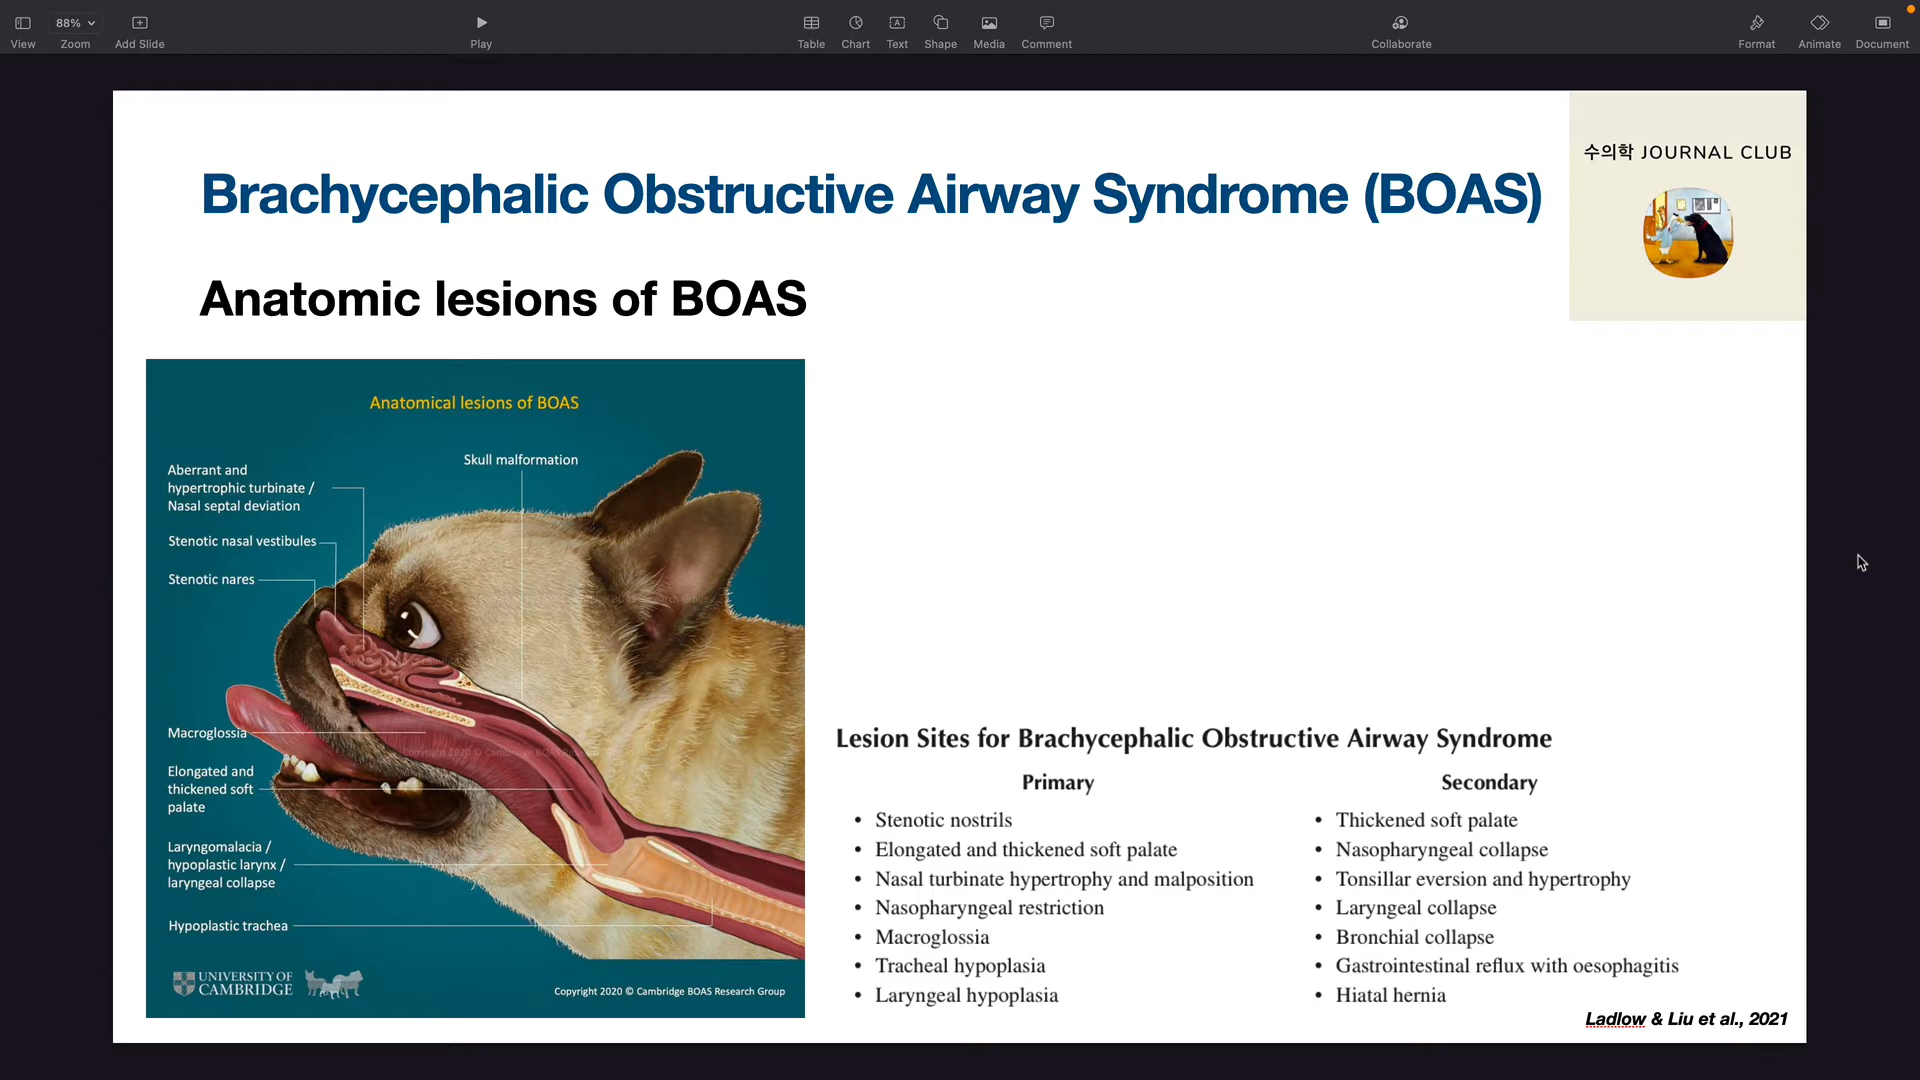 View
88%
Zoom
Add Slide
Play
Table
Chart
Text
Shape
Media
Comment
Collaborate
Format
Animate
Document
수의학 JOURNAL CLUB
Brachycephalic Obstructive Airway Syndrome (BOAS)
Anatomic lesions of BOAS
Anatomical lesions of BOAS
Skull malformation
Aberrant and
hypertrophic turbinate /
Nasal septal deviation
Stenotic nasal vestibules
Stenotic nares
Macroglossia
Elongated and
thickened soft
palate
Laryngomalacia /
hypoplastic larynx /
laryngeal collapse
Hypoplastic trachea
UNIVERSITY OF
CAMBRIDGE
Copyright 2020 © Cambridge BOAS Research Group
Lesion Sites for Brachycephalic Obstructive Airway Syndrome
Primary
• Stenotic nostrils
• Elongated and thickened soft palate
• Nasal turbinate hypertrophy and malposition
• Nasopharyngeal restriction
• Macroglossia
• Tracheal hypoplasia
• Laryngeal hypoplasia
Secondary
• Thickened soft palate
• Nasopharyngeal collapse
• Tonsillar eversion and hypertrophy
• Laryngeal collapse
• Bronchial collapse
• Gastrointestinal reflux with oesophagitis
• Hiatal hernia
Ladlow & Liu et al., 2021